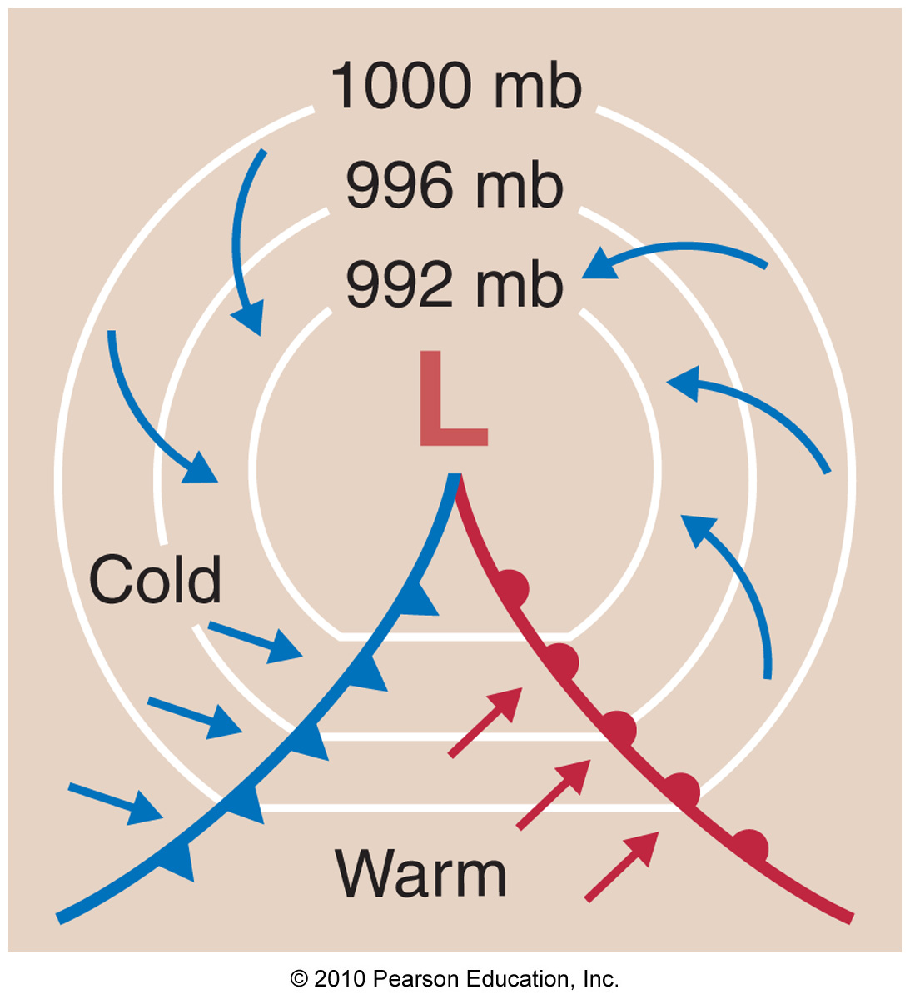 1000 mb
996 mb
992 mb
L
Cold
Warm
© 2010 Pearson Education, Inc.